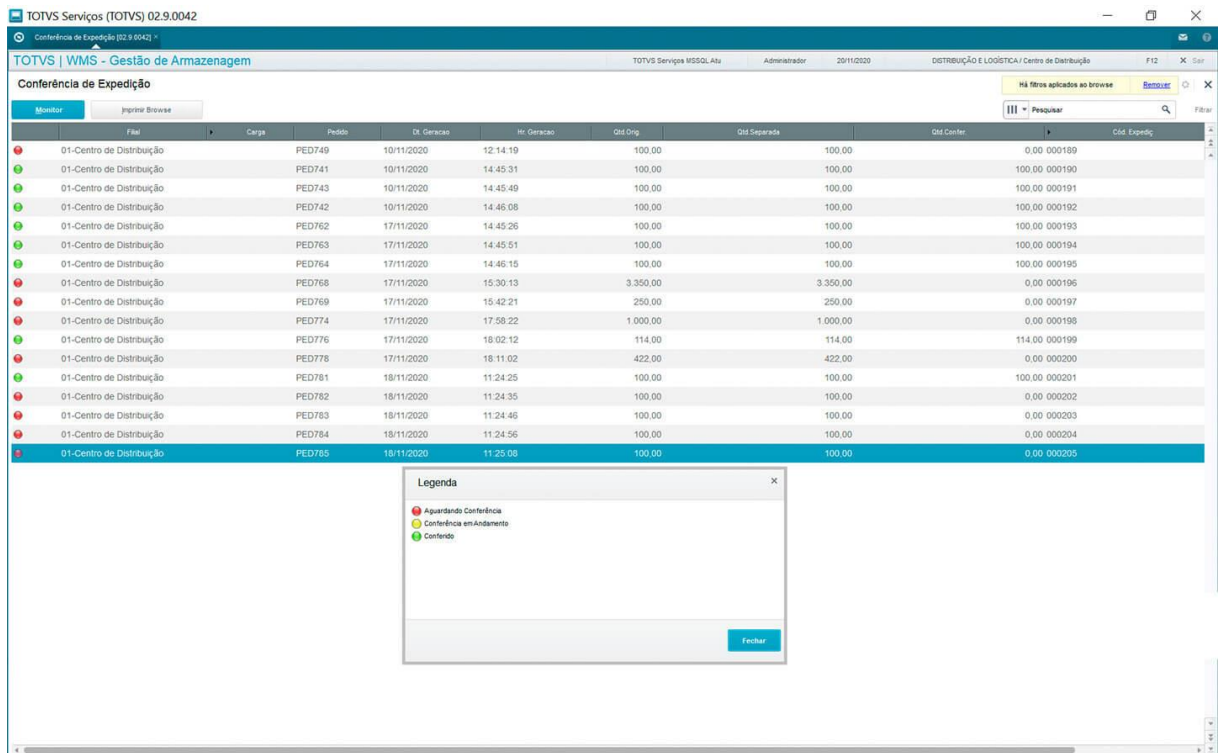 TOTVS Serviços (TOTVS) 02.9.0042
Conferência de Expedição [02.9.0042] ×
TOTVS | WMS - Gestão de Armazenagem TOTVS Serviços MSSQL Atu Administrador 20/11/2020 DISTRIBUIÇÃO E LOGÍSTICA / Centro de Distribuição F12 X Sair
Conferência de Expedição Há filtros aplicados ao browse Remover
Monitor Imprimir Browse Pesquisar Filtrar
Filial Carga Pedido Dt. Geracao Hr. Geracao Qtd.Orig. Qtd.Separada Qtd.Confer. Cód. Expediç
01-Centro de Distribuição PED749 10/11/2020 12:14:19 100,00 100,00 0,00 000189
01-Centro de Distribuição PED741 10/11/2020 14:45:31 100,00 100,00 100,00 000190
01-Centro de Distribuição PED743 10/11/2020 14:45:49 100,00 100,00 100,00 000191
01-Centro de Distribuição PED742 10/11/2020 14:46:08 100,00 100,00 100,00 000192
01-Centro de Distribuição PED762 17/11/2020 14:45:26 100,00 100,00 100,00 000193
01-Centro de Distribuição PED763 17/11/2020 14:45:51 100,00 100,00 100,00 000194
01-Centro de Distribuição PED764 17/11/2020 14:46:15 100,00 100,00 100,00 000195
01-Centro de Distribuição PED768 17/11/2020 15:30:13 3.350,00 3.350,00 0,00 000196
01-Centro de Distribuição PED769 17/11/2020 15:42:21 250,00 250,00 0,00 000197
01-Centro de Distribuição PED774 17/11/2020 17:58:22 1.000,00 1.000,00 0,00 000198
01-Centro de Distribuição PED776 17/11/2020 18:02:12 114,00 114,00 114,00 000199
01-Centro de Distribuição PED778 17/11/2020 18:11:02 422,00 422,00 0,00 000200
01-Centro de Distribuição PED781 18/11/2020 11:24:25 100,00 100,00 100,00 000201
01-Centro de Distribuição PED782 18/11/2020 11:24:35 100,00 100,00 0,00 000202
01-Centro de Distribuição PED783 18/11/2020 11:24:46 100,00 100,00 0,00 000203
01-Centro de Distribuição PED784 18/11/2020 11:24:56 100,00 100,00 0,00 000204
01-Centro de Distribuição PED785 18/11/2020 11:25:08 100,00 100,00 0,00 000205
Legenda ×
Aguardando Conferência
Conferência em Andamento
Conferido
Fechar